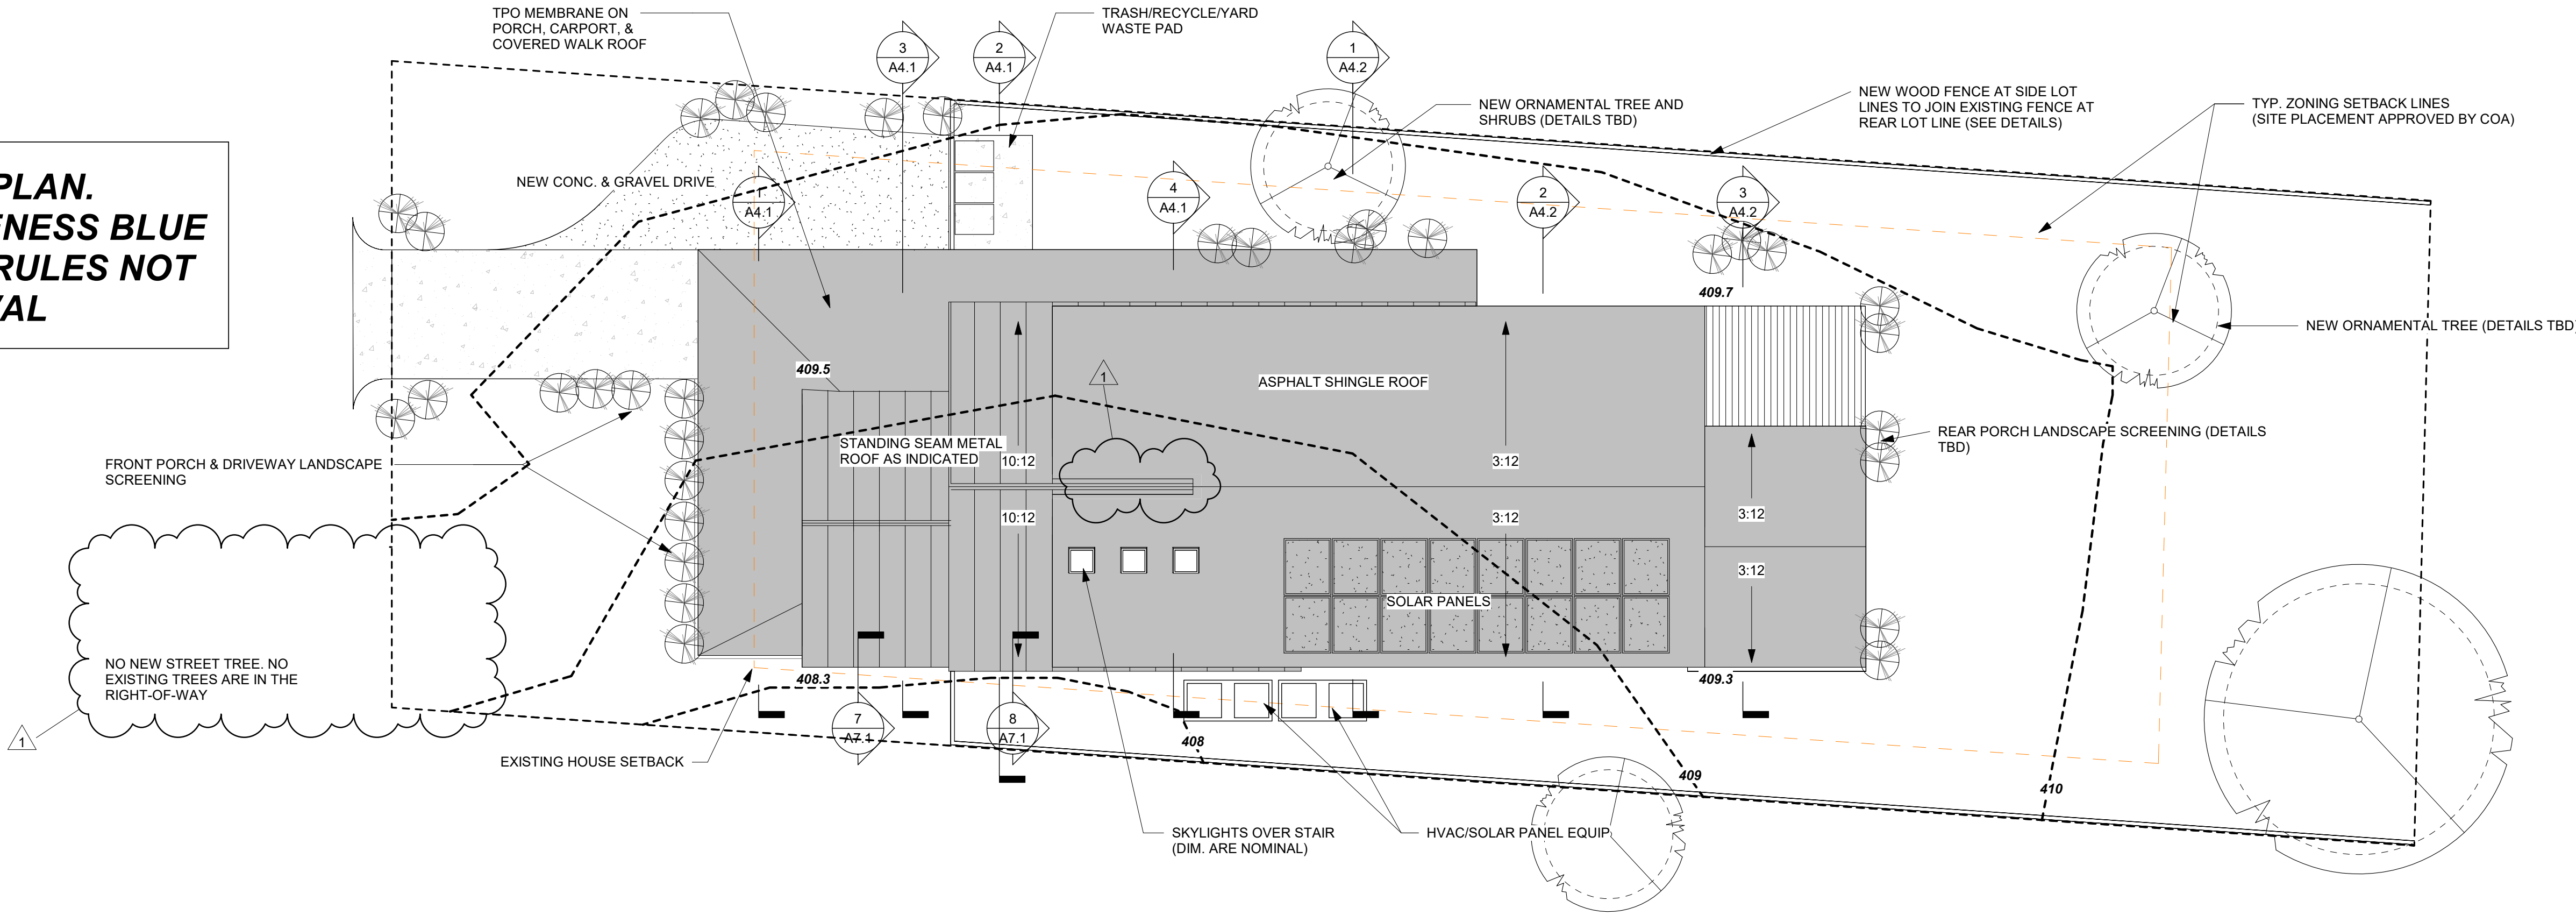 TPO MEMBRANE ON
PORCH, CARPORT, &
COVERED WALK ROOF
3
A4.1
2
A4.1
TRASH/RECYCLE/YARD
WASTE PAD
1
A4.2
NEW ORNAMENTAL TREE AND
SHRUBS (DETAILS TBD)
NEW WOOD FENCE AT SIDE LOT
LINES TO JOIN EXISTING FENCE AT
REAR LOT LINE (SEE DETAILS)
TYP. ZONING SETBACK LINES
(SITE PLACEMENT APPROVED BY COA)
PLAN.
NESS BLUE
RULES NOT
AL
NEW CONC. & GRAVEL DRIVE
1
A4.1
4
A4.1
2
A4.2
3
A4.2
409.7
NEW ORNAMENTAL TREE (DETAILS TBD
409.5
1
ASPHALT SHINGLE ROOF
STANDING SEAM METAL
ROOF AS INDICATED
10:12
3:12
REAR PORCH LANDSCAPE SCREENING (DETAILS
TBD)
FRONT PORCH & DRIVEWAY LANDSCAPE
SCREENING
10:12
3:12
3:12
3:12
SOLAR PANELS
NO NEW STREET TREE. NO
EXISTING TREES ARE IN THE
RIGHT-OF-WAY
1
408.3
409.3
7
A7.1
8
A7.1
408
EXISTING HOUSE SETBACK
409
410
SKYLIGHTS OVER STAIR
(DIM. ARE NOMINAL)
HVAC/SOLAR PANEL EQUIP